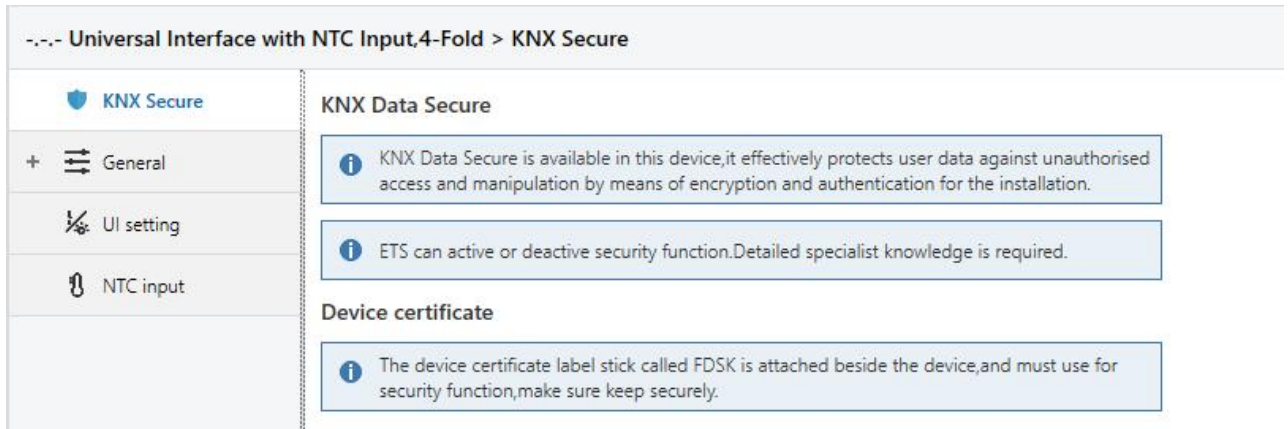 -.-.- Universal Interface with NTC Input,4-Fold > KNX Secure
KNX Secure
General
UI setting
NTC input
KNX Data Secure
KNX Data Secure is available in this device,it effectively protects user data against unauthorised
access and manipulation by means of encryption and authentication for the installation.
ETS can active or deactive security function.Detailed specialist knowledge is required.
Device certificate
The device certificate label stick called FDSK is attached beside the device,and must use for
security function,make sure keep securely.